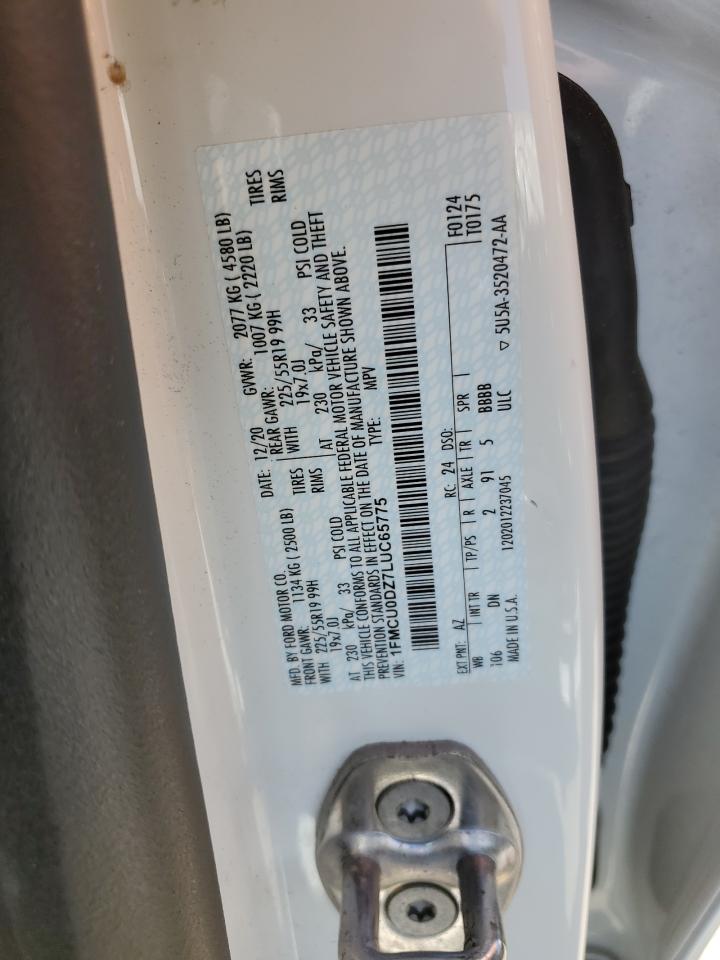 MFD. BY FORD MOTOR CO.
DATE: 12/20 GVWR: 2077 KG ( 4580 LB)
FRONT GAWR: 1134 KG ( 2500 LB) REAR GAWR: 1007 KG ( 2220 LB)
WITH 225/55R19 99H TIRES WITH 225/55R19 99H TIRES
19x7.0J RIMS 19x7.0J RIMS
AT 230 kPa/ 33 PSI COLD AT 230 kPa/ 33 PSI COLD
THIS VEHICLE CONFORMS TO ALL APPLICABLE FEDERAL MOTOR VEHICLE SAFETY AND THEFT
PREVENTION STANDARDS IN EFFECT ON THE DATE OF MANUFACTURE SHOWN ABOVE.
VIN: 1FMCU0DZ7LUC65775 TYPE: MPV
F0124
T0175
EXT PNT: AZ RC: 24 DSO:
WB INT TR TP/PS R AXLE TR SPR
106 DN 2 91 5 BBBB
MADE IN U.S.A. 1202012237045 ULC ▽ 5U5A-3520472-AA